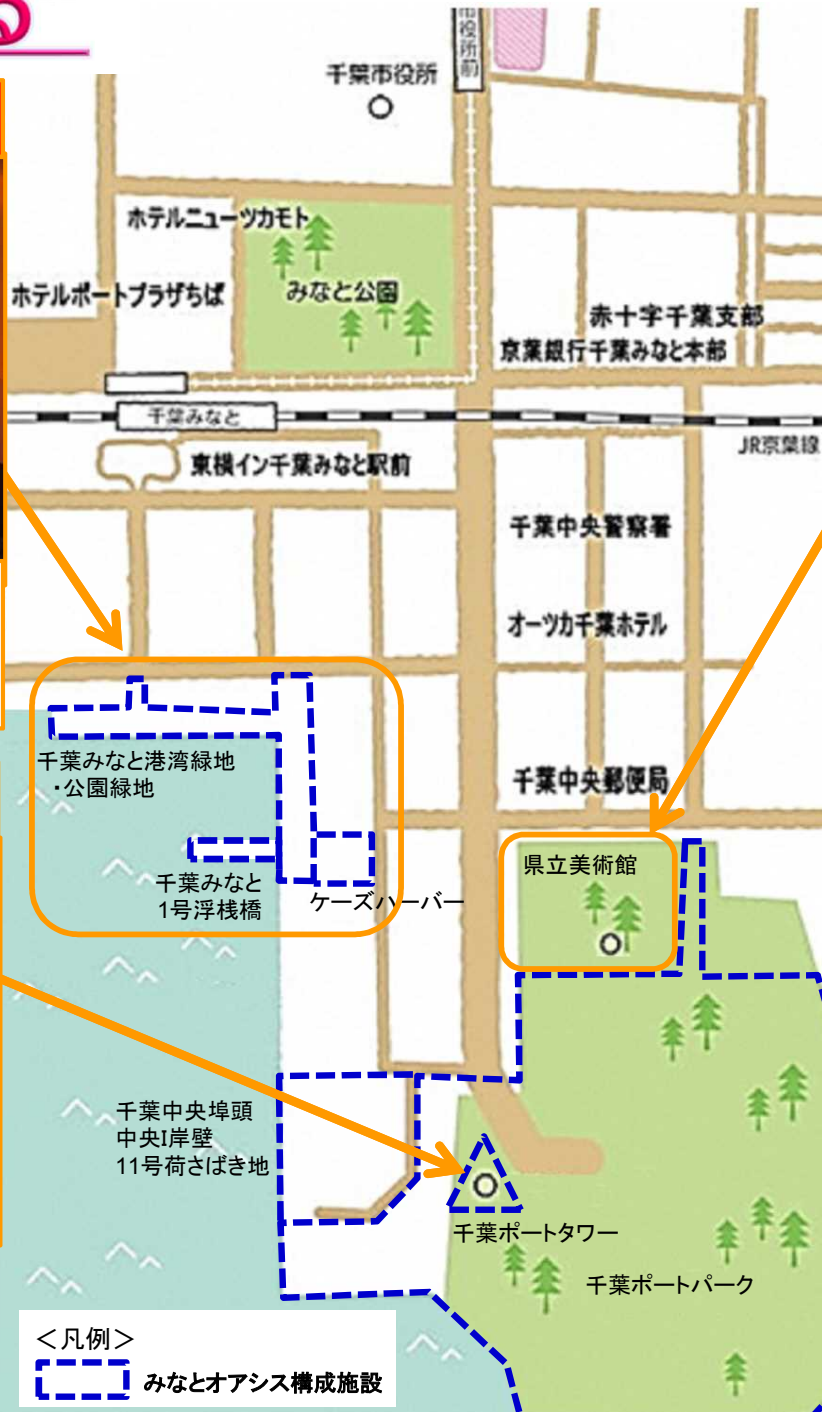 市役所前
千葉市役所
ホテルニューツカモト
ホテルポートプラザちば
みなと公園
赤十字千葉支部
京葉銀行千葉みなと本部
千葉みなと
JR京葉線
東横イン千葉みなと駅前
千葉中央警察署
オーツカ千葉ホテル
千葉みなと港湾緑地
・公園緑地
千葉中央郵便局
県立美術館
千葉みなと
1号浮桟橋
ケーズハーバー
千葉中央埠頭
中央I岸壁
11号荷さばき地
千葉ポートタワー
千葉ポートパーク
＜凡例＞
みなとオアシス構成施設